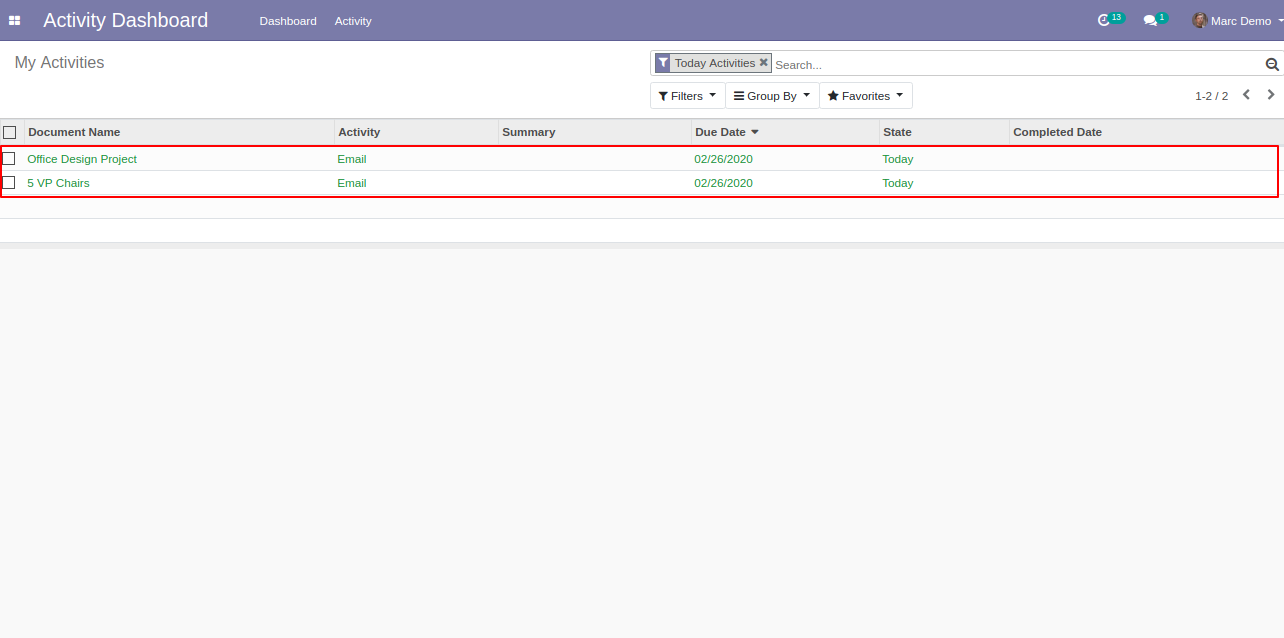 Activity Dashboard Dashboard Activity 13 1 Marc Demo
My Activities
Today Activities Search...
Filters Group By Favorites 1-2 / 2
Document Name Activity Summary Due Date State Completed Date
Office Design Project Email 02/26/2020 Today
5 VP Chairs Email 02/26/2020 Today